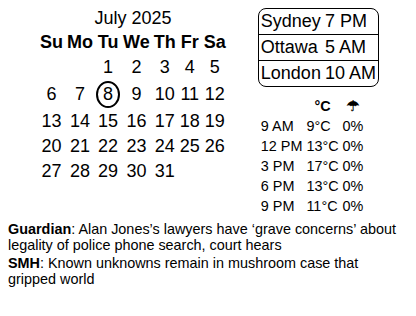 July 2025
Su Mo Tu We Th Fr Sa
1 2 3 4 5
6 7 8 9 10 11 12
13 14 15 16 17 18 19
20 21 22 23 24 25 26
27 28 29 30 31
Sydney 7 PM
Ottawa 5 AM
London 10 AM
°C ☂
9 AM 9°C 0%
12 PM 13°C 0%
3 PM 17°C 0%
6 PM 13°C 0%
9 PM 11°C 0%
Guardian: Alan Jones’s lawyers have ‘grave concerns’ about
legality of police phone search, court hears
SMH: Known unknowns remain in mushroom case that
gripped world